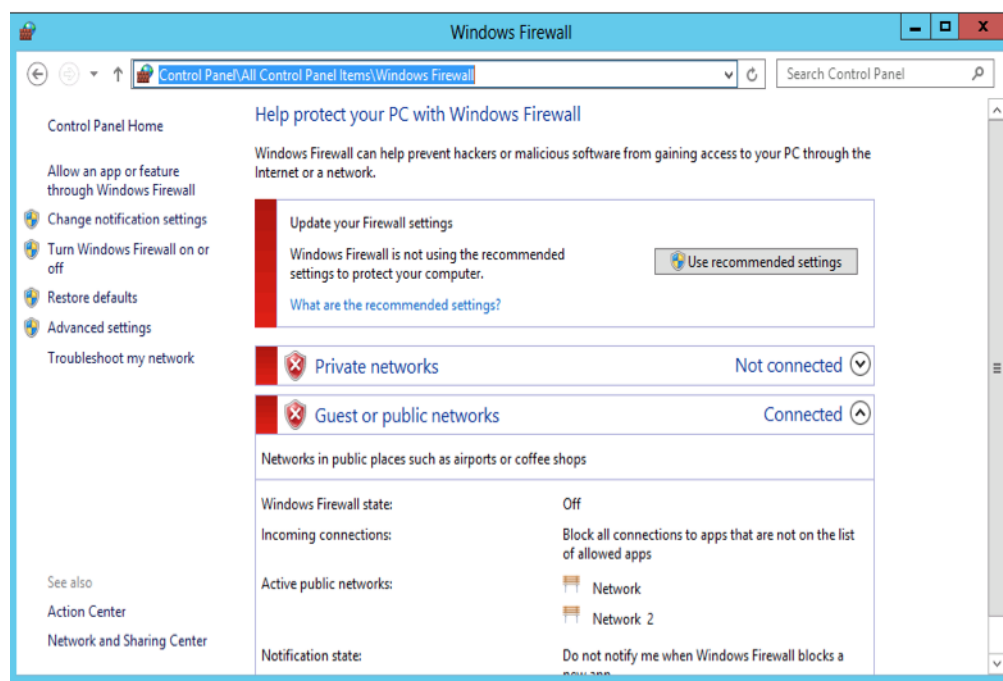 Windows Firewall
Control Panel\All Control Panel Items\Windows Firewall
Search Control Panel
Control Panel Home
Allow an app or feature
through Windows Firewall
Change notification settings
Turn Windows Firewall on or
off
Restore defaults
Advanced settings
Troubleshoot my network
See also
Action Center
Network and Sharing Center
Help protect your PC with Windows Firewall
Windows Firewall can help prevent hackers or malicious software from gaining access to your PC through the
Internet or a network.
Update your Firewall settings
Windows Firewall is not using the recommended
settings to protect your computer.
Use recommended settings
What are the recommended settings?
Private networks Not connected
Guest or public networks Connected
Networks in public places such as airports or coffee shops
Windows Firewall state: Off
Incoming connections: Block all connections to apps that are not on the list
of allowed apps
Active public networks: Network
Network 2
Notification state: Do not notify me when Windows Firewall blocks a
new app